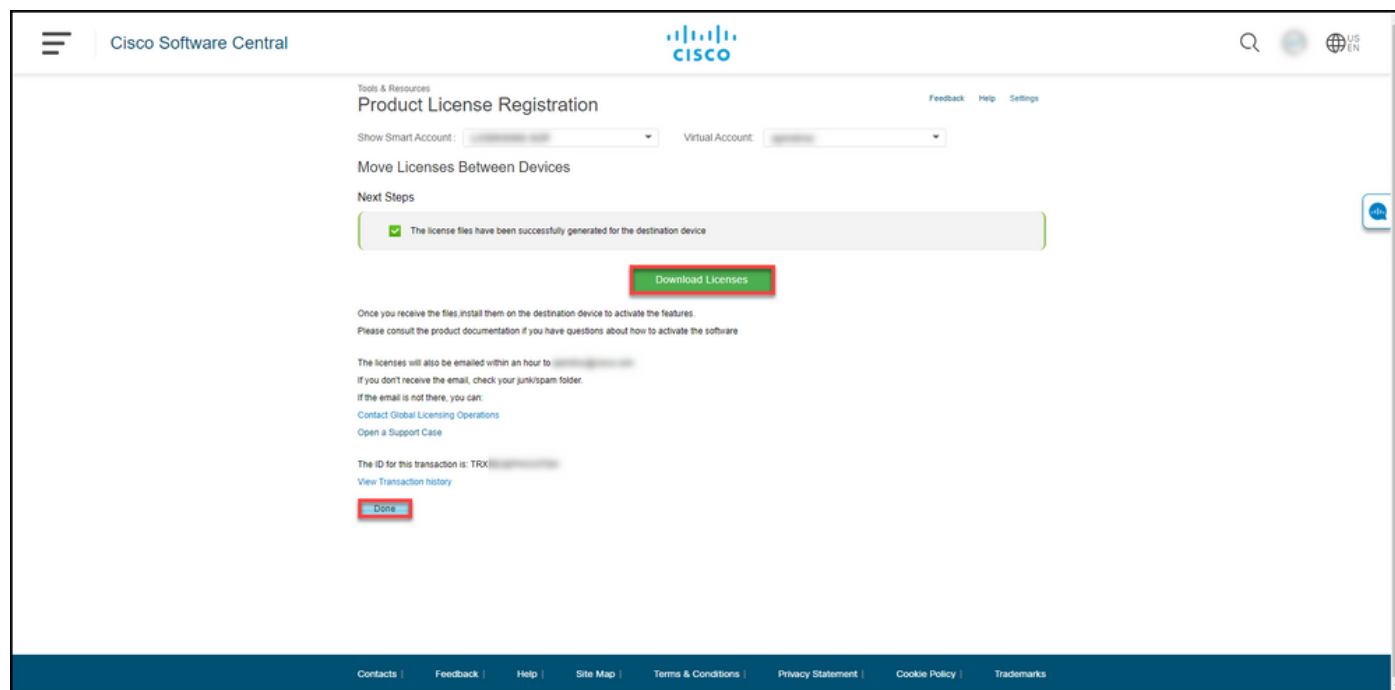 Cisco Software Central
CISCO
US
EN
Tools & Resources
Product License Registration
Feedback Help Settings
Show Smart Account :
Virtual Account:
Move Licenses Between Devices
Next Steps
The license files have been successfully generated for the destination device
Download Licenses
Once you receive the files,install them on the destination device to activate the features.
Please consult the product documentation if you have questions about how to activate the software
The licenses will also be emailed within an hour to
If you don't receive the email, check your junk/spam folder.
If the email is not there, you can:
Contact Global Licensing Operations
Open a Support Case
The ID for this transaction is: TRX
View Transaction history
Done
Contacts | Feedback | Help | Site Map | Terms & Conditions | Privacy Statement | Cookie Policy | Trademarks